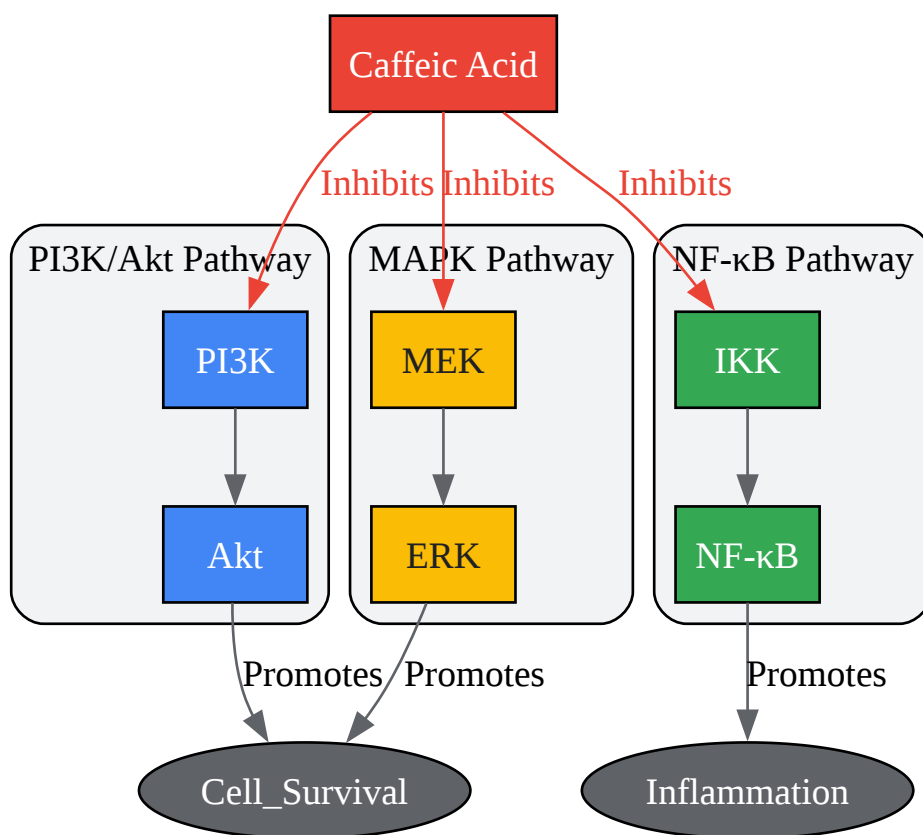 Caffeic Acid
Inhibits
Inhibits
Inhibits
PI3K/Akt Pathway
MAPK Pathway
NF-κB Pathway
PI3K
MEK
IKK
Akt
ERK
NF-κB
Promotes
Promotes
Promotes
Cell_Survival
Inflammation